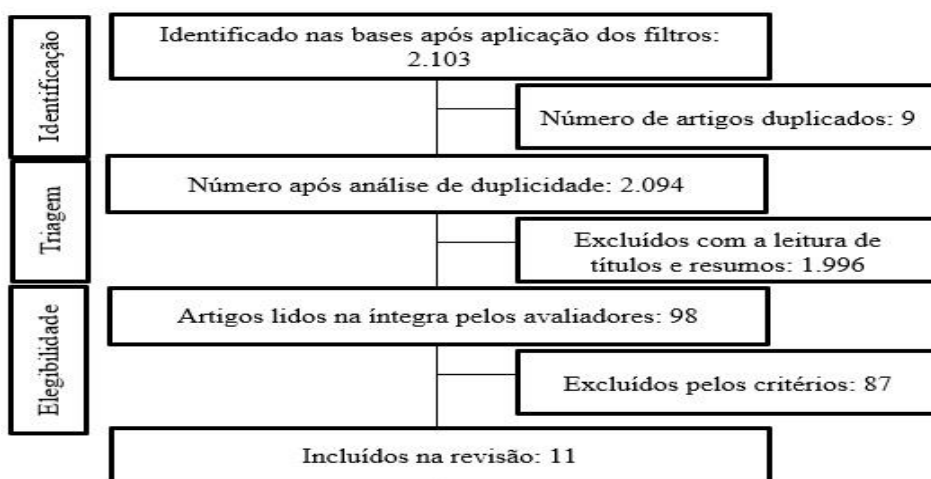 Identificação
Identificado nas bases após aplicação dos filtros:
2.103
Número de artigos duplicados: 9
Triagem
Número após análise de duplicidade: 2.094
Excluídos com a leitura de
títulos e resumos: 1.996
Elegibilidade
Artigos lidos na íntegra pelos avaliadores: 98
Excluídos pelos critérios: 87
Incluídos na revisão: 11